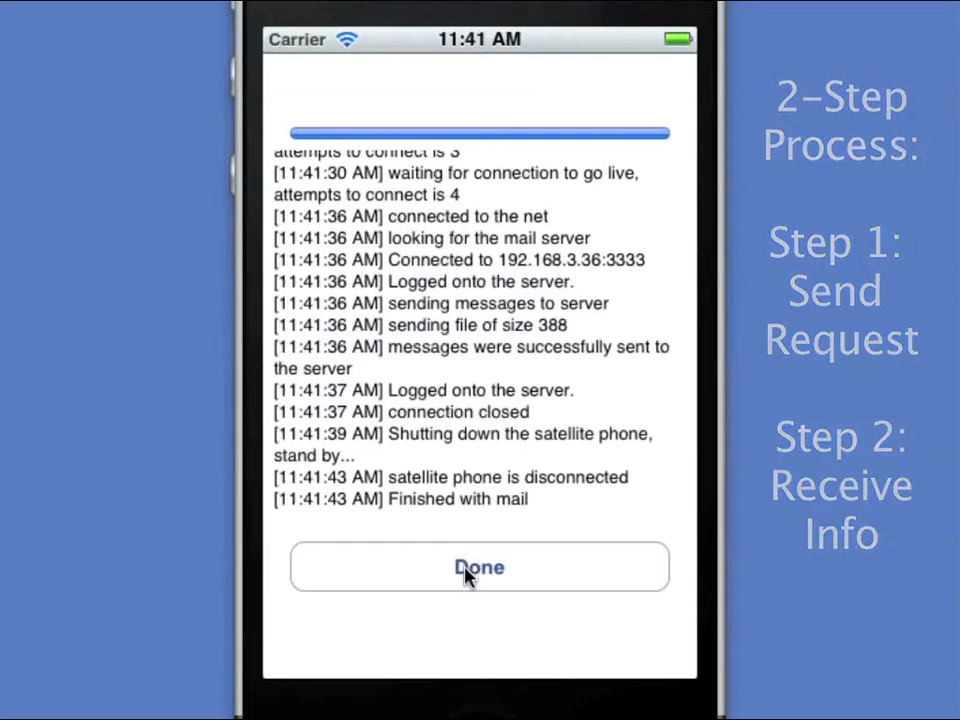 Carrier 11:41 AM
attempts to connect is 3
[11:41:30 AM] waiting for connection to go live,
attempts to connect is 4
[11:41:36 AM] connected to the net
[11:41:36 AM] looking for the mail server
[11:41:36 AM] Connected to 192.168.3.36:3333
[11:41:36 AM] Logged onto the server.
[11:41:36 AM] sending messages to server
[11:41:36 AM] sending file of size 388
[11:41:36 AM] messages were successfully sent to
the server
[11:41:37 AM] Logged onto the server.
[11:41:37 AM] connection closed
[11:41:39 AM] Shutting down the satellite phone,
stand by...
[11:41:43 AM] satellite phone is disconnected
[11:41:43 AM] Finished with mail
Done
2-Step
Process:
Step 1:
Send
Request
Step 2:
Receive
Info